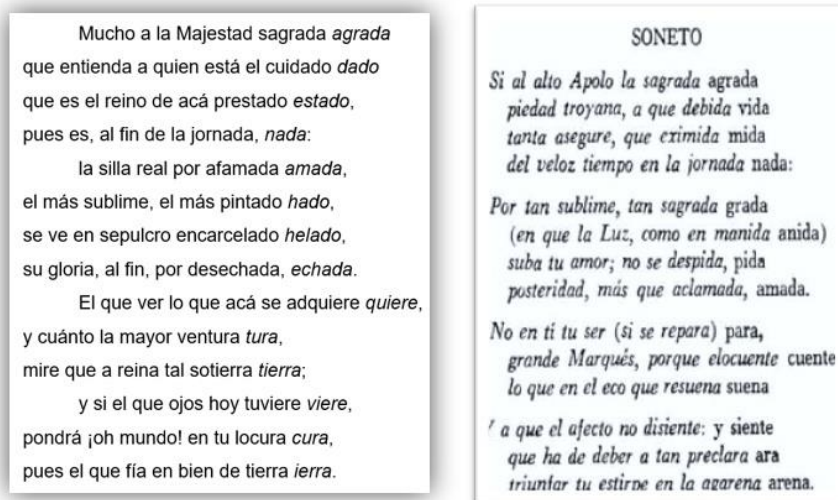 Mucho a la Majestad sagrada agrada
que entienda a quien está el cuidado dado
que es el reino de acá prestado estado,
pues es, al fin de la jornada, nada:
la silla real por afamada amada,
el más sublime, el más pintado hado,
se ve en sepulcro encarcelado helado,
su gloria, al fin, por desechada, echada.
El que ver lo que acá se adquiere quiere,
y cuánto la mayor ventura tura,
mire que a reina tal sotierra tierra;
y si el que ojos hoy tuviere viere,
pondrá ¡oh mundo! en tu locura cura,
pues el que fía en bien de tierra ierra.
SONETO
Si al alto Apolo la sagrada agrada
piedad troyana, a que debida vida
tanta asegure, que eximida mida
del veloz tiempo en la jornada nada:
Por tan sublime, tan sagrada grada
(en que la Luz, como en manida anida)
suba tu amor; no se despida, pida
posteridad, más que aclamada, amada.
No en ti tu ser (si se repara) para,
grande Marqués, porque elocuente cuente
lo que en el eco que resuena suena
a que el afecto no disiente: y siente
que ha de deber a tan preclara ara
triunfar tu estirpe en la agarena arena.